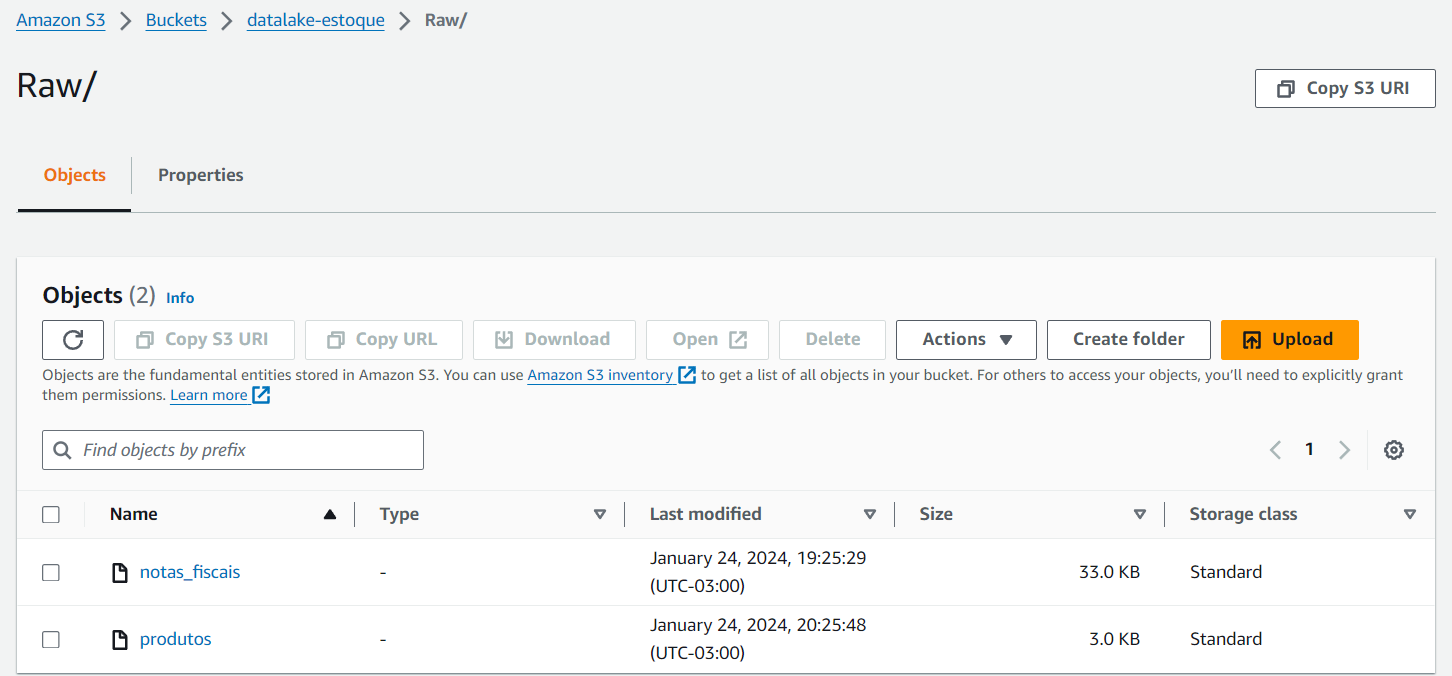 Amazon S3 > Buckets > datalake-estoque > Raw/
Raw/
Copy S3 URI
Objects
Properties
Objects (2) Info
Copy S3 URI
Copy URL
Download
Open
Delete
Actions
Create folder
Upload
Objects are the fundamental entities stored in Amazon S3. You can use Amazon S3 inventory to get a list of all objects in your bucket. For others to access your objects, you’ll need to explicitly grant
them permissions. Learn more
Find objects by prefix
1
Name Type Last modified Size Storage class
notas_fiscais - January 24, 2024, 19:25:29 33.0 KB Standard
(UTC-03:00)
produtos - January 24, 2024, 20:25:48 3.0 KB Standard
(UTC-03:00)